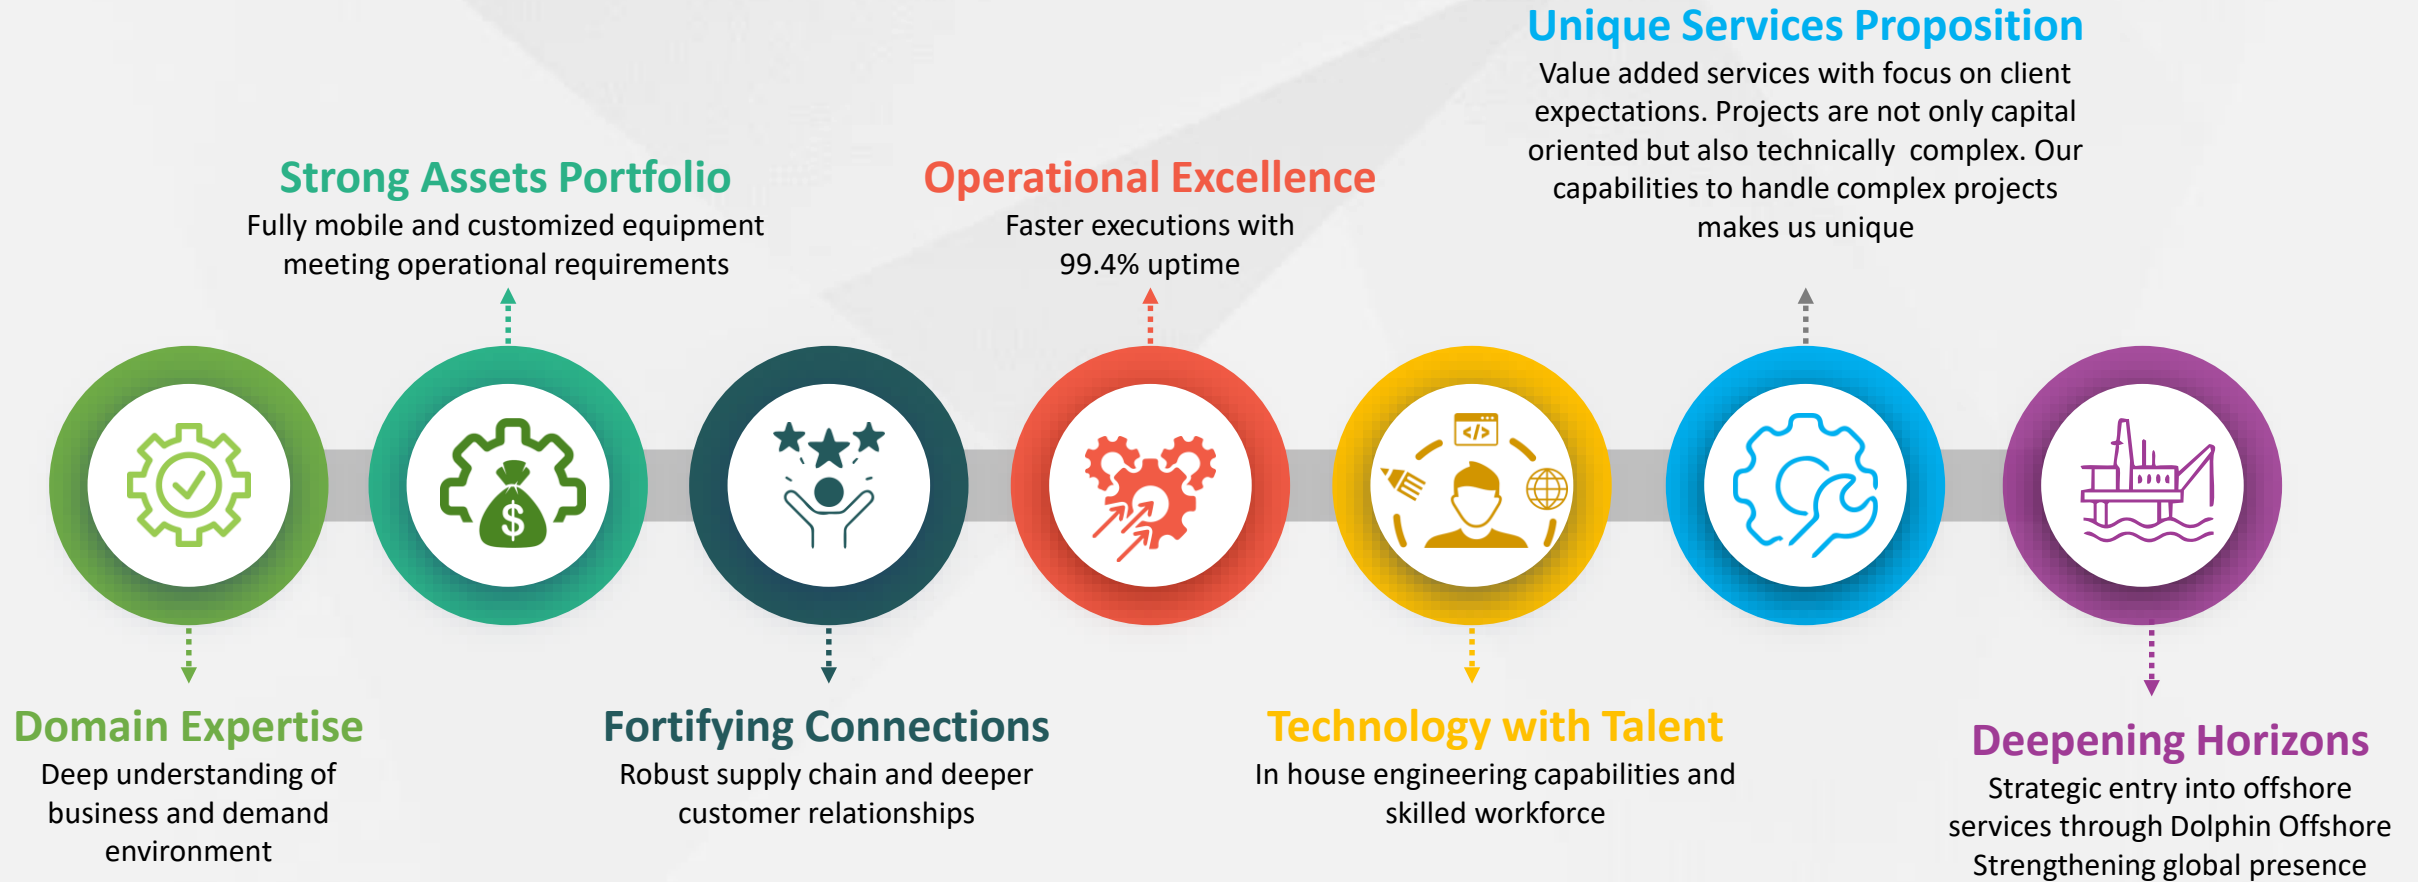 Unique Services Proposition
Value added services with focus on client
expectations. Projects are not only capital
oriented but also technically complex. Our
capabilities to handle complex projects
makes us unique
Strong Assets Portfolio
Fully mobile and customized equipment
meeting operational requirements
Operational Excellence
Faster executions with
99.4% uptime
$
</>
Domain Expertise
Deep understanding of
business and demand
environment
Fortifying Connections
Robust supply chain and deeper
customer relationships
Technology with Talent
In house engineering capabilities and
skilled workforce
Deepening Horizons
Strategic entry into offshore
services through Dolphin Offshore
Strengthening global presence